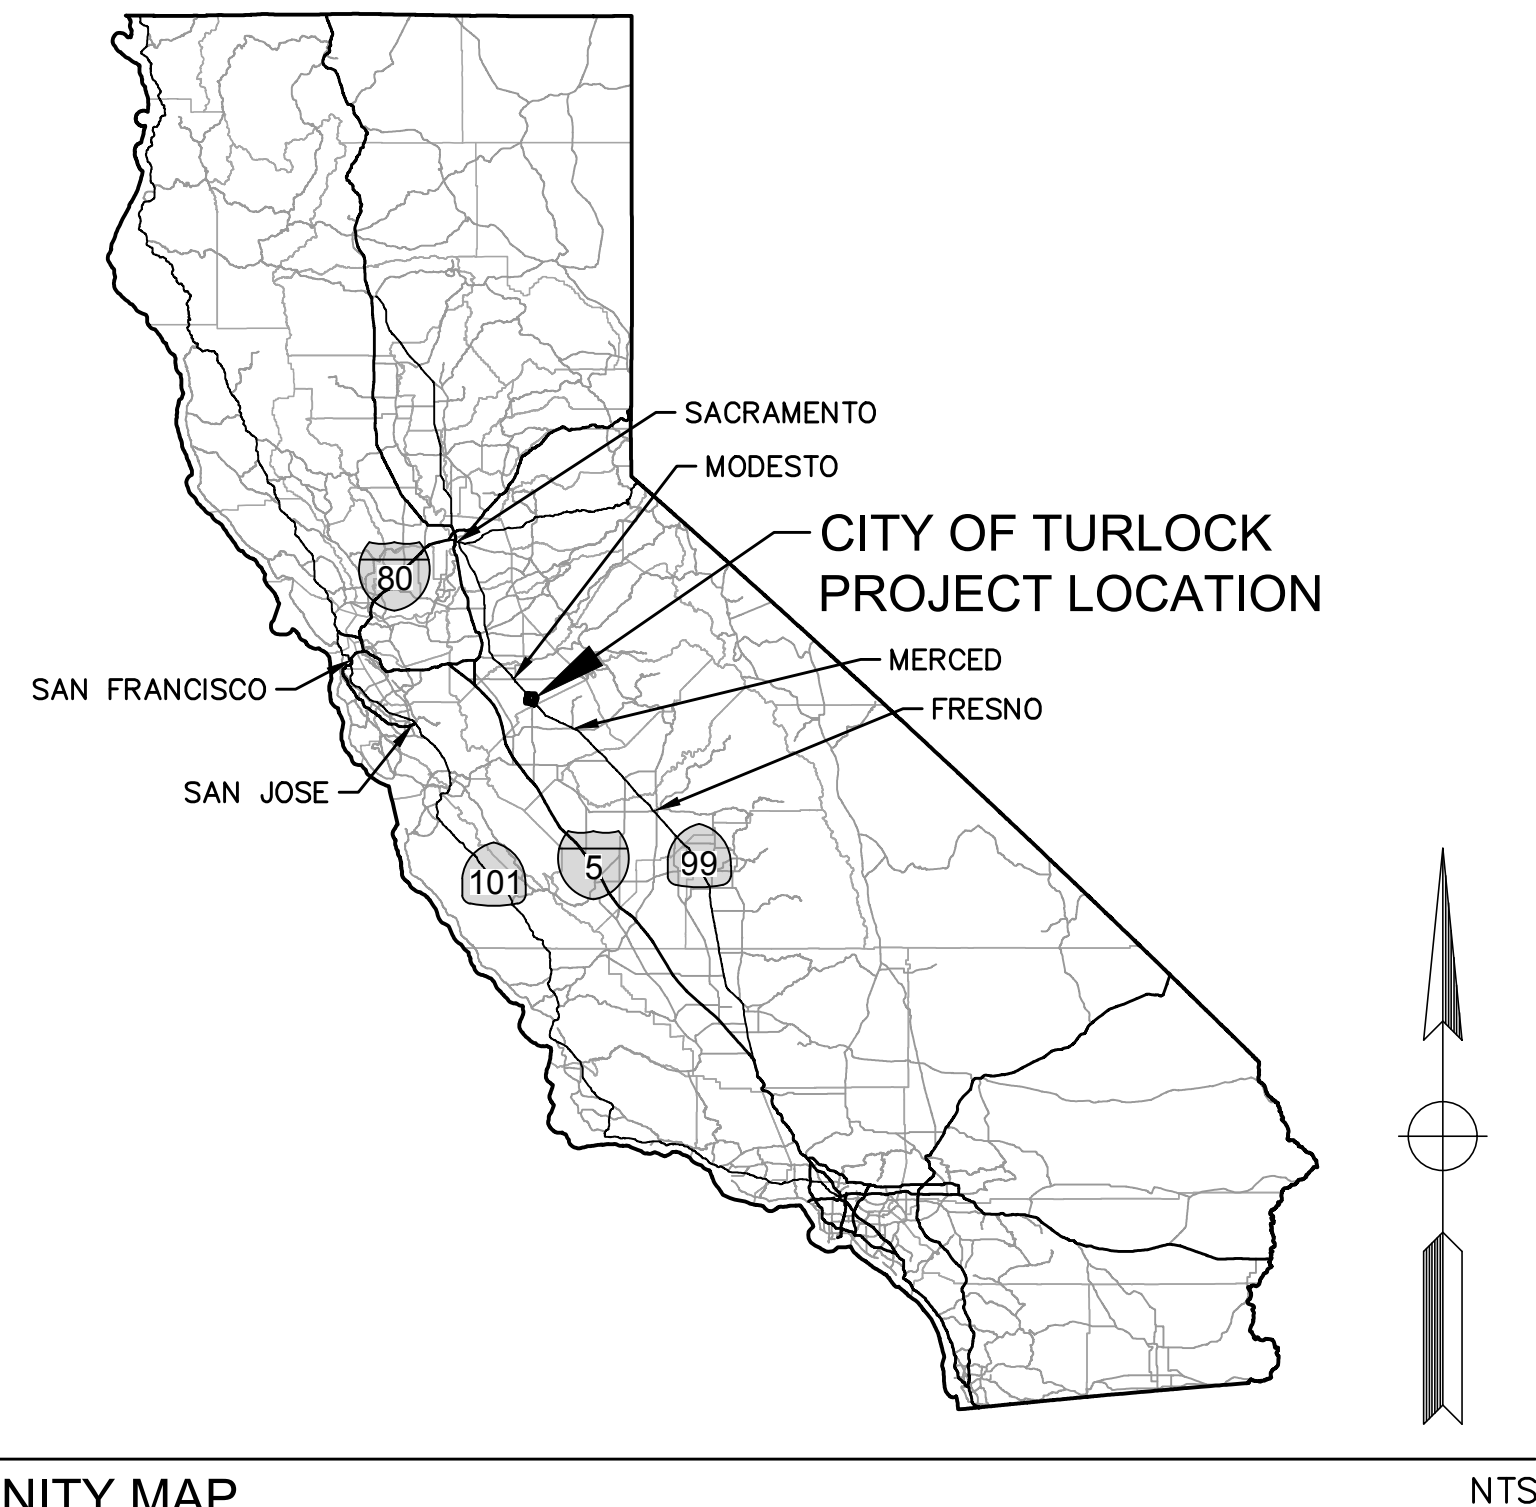 SACRAMENTO
MODESTO
CITY OF TURLOCK
PROJECT LOCATION
80
MERCED
SAN FRANCISCO
FRESNO
SAN JOSE
101
5
99
NITY MAP
NTS